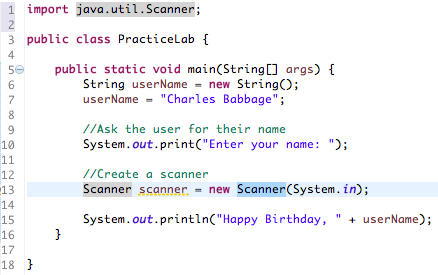 1 import java.util.Scanner;
2
3 public class PracticeLab {
4
5 public static void main(String[] args) {
6 String userName = new String();
7 userName = "Charles Babbage";
8
9 //Ask the user for their name
10 System.out.print("Enter your name: ");
11
12 //Create a scanner
13 Scanner scanner = new Scanner(System.in);
14
15 System.out.println("Happy Birthday, " + userName);
16 }
17
18 }